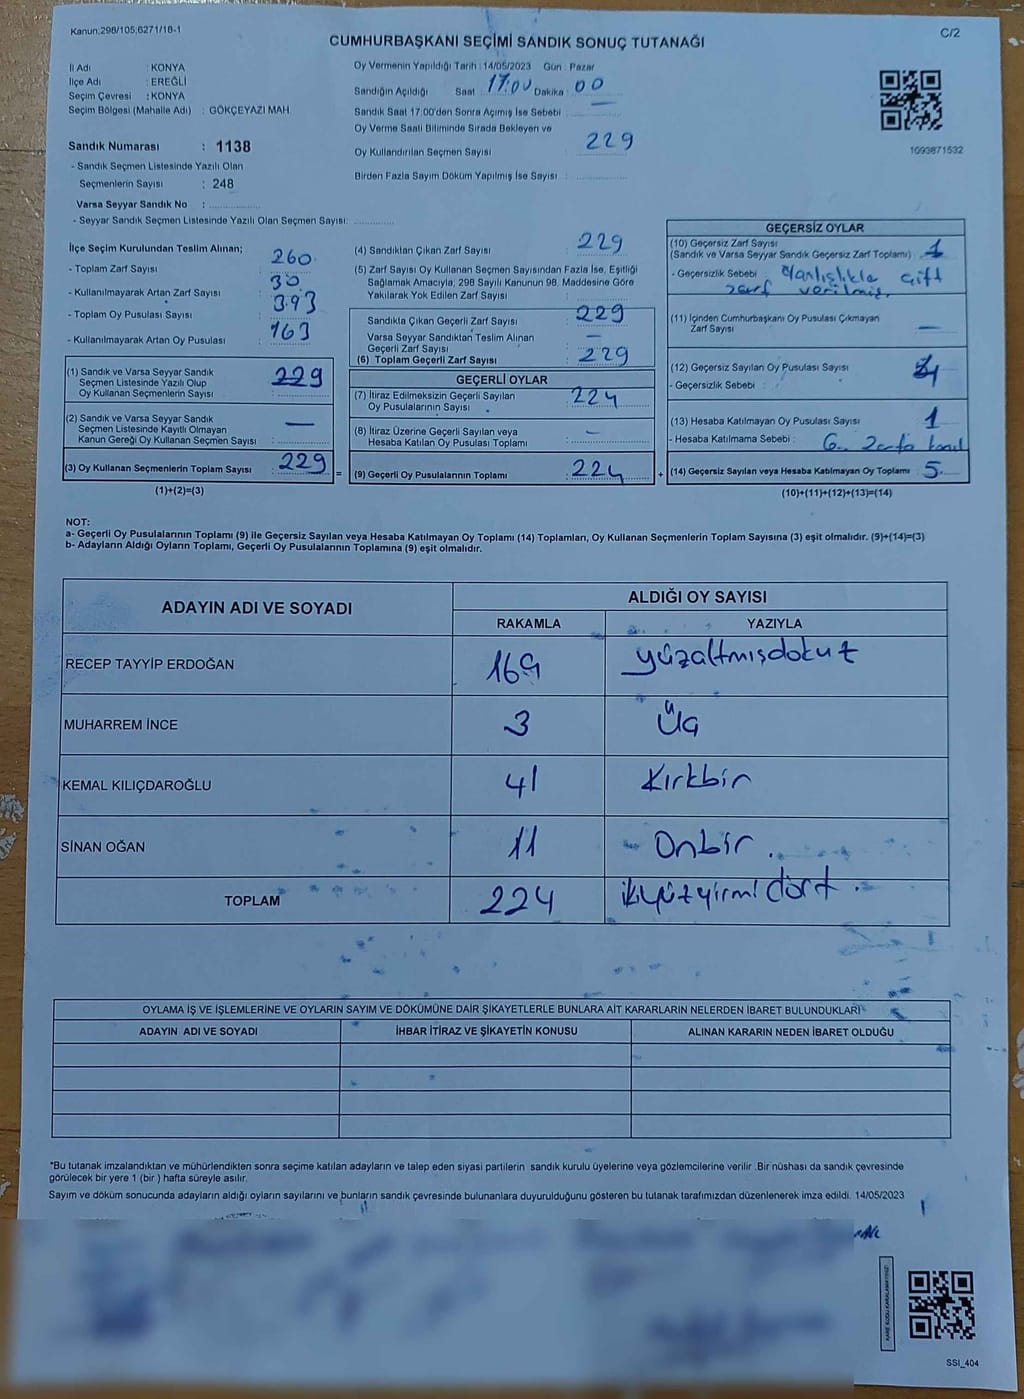 Kanun;298/105;6271/18-1
C/2
CUMHURBAŞKANI SEÇİMİ SANDIK SONUÇ TUTANAĞI
İl Adı : KONYA
İlçe Adı : EREĞLİ
Seçim Çevresi : KONYA
Seçim Bölgesi (Mahalle Adı) : GÖKÇEYAZI MAH.
Oy Vermenin Yapıldığı Tarih : 14/05/2023 Gün : Pazar
Sandığın Açıldığı Saat : 17:00 Dakika : 00
Sandık Saat 17.00'den Sonra Açımış İse Sebebi :
Oy Verme Saati Bitiminde Sırada Bekleyen ve
Oy Kullandırılan Seçmen Sayısı 229
Birden Fazla Sayım Döküm Yapılmış İse Sayısı :
1093871532
Sandık Numarası : 1138
- Sandık Seçmen Listesinde Yazılı Olan
Seçmenlerin Sayısı : 248
Varsa Seyyar Sandık No :
- Seyyar Sandık Seçmen Listesinde Yazılı Olan Seçmen Sayısı:
İlçe Seçim Kurulundan Teslim Alınan;
- Toplam Zarf Sayısı 260
- Kullanılmayarak Artan Zarf Sayısı 30
- Toplam Oy Pusulası Sayısı 393
- Kullanılmayarak Artan Oy Pusulası 163
(1) Sandık ve Varsa Seyyar Sandık
Seçmen Listesinde Yazılı Olup
Oy Kullanan Seçmenlerin Sayısı 229
(2) Sandık ve Varsa Seyyar Sandık
Seçmen Listesinde Kayıtlı Olmayan
Kanun Gereği Oy Kullanan Seçmen Sayısı : —
(3) Oy Kullanan Seçmenlerin Toplam Sayısı : 229
(1)+(2)=(3)
(4) Sandıktan Çıkan Zarf Sayısı : 229
(5) Zarf Sayısı Oy Kullanan Seçmen Sayısından Fazla İse, Eşitliği
Sağlamak Amacıyla, 298 Sayılı Kanunun 98. Maddesine Göre
Yakılarak Yok Edilen Zarf Sayısı :
Sandıkta Çıkan Geçerli Zarf Sayısı : 229
Varsa Seyyar Sandıktan Teslim Alınan
Geçerli Zarf Sayısı : —
(6) Toplam Geçerli Zarf Sayısı : 229
GEÇERLİ OYLAR
(7) İtiraz Edilmeksizin Geçerli Sayılan
Oy Pusulalarının Sayısı : 224
(8) İtiraz Üzerine Geçerli Sayılan veya
Hesaba Katılan Oy Pusulası Toplamı : —
(9) Geçerli Oy Pusulalarının Toplamı : 224
=
+
GEÇERSİZ OYLAR
(10) Geçersiz Zarf Sayısı
(Sandık ve Varsa Seyyar Sandık Geçersiz Zarf Toplamı) : 1
- Geçersizlik Sebebi : Yanlışlıkla çift
zarf verilmiş.
(11) İçinden Cumhurbaşkanı Oy Pusulası Çıkmayan
Zarf Sayısı —
(12) Geçersiz Sayılan Oy Pusulası Sayısı
- Geçersizlik Sebebi :
(13) Hesaba Katılmayan Oy Pusulası Sayısı : 1
- Hesaba Katılmama Sebebi :
(14) Geçersiz Sayılan veya Hesaba Katılmayan Oy Toplamı : 5
(10)+(11)+(12)+(13)=(14)
NOT:
a- Geçerli Oy Pusulalarının Toplamı (9) ile Geçersiz Sayılan veya Hesaba Katılmayan Oy Toplamı (14) Toplamları, Oy Kullanan Seçmenlerin Toplam Sayısına (3) eşit olmalıdır. (9)+(14)=(3)
b- Adayların Aldığı Oyların Toplamı, Geçerli Oy Pusulalarının Toplamına (9) eşit olmalıdır.
ADAYIN ADI VE SOYADI
ALDIĞI OY SAYISI
RAKAMLA YAZIYLA
RECEP TAYYİP ERDOĞAN 169 yüzaltmışdokuz
MUHARREM İNCE 3 Üç
KEMAL KILIÇDAROĞLU 41 Kırkbir
SİNAN OĞAN 11 Onbir.
TOPLAM 224 ikiyüzyirmidört.
OYLAMA İŞ VE İŞLEMLERİNE VE OYLARIN SAYIM VE DÖKÜMÜNE DAİR ŞİKAYETLERLE BUNLARA AİT KARARLARIN NELERDEN İBARET BULUNDUKLARI
ADAYIN ADI VE SOYADI İHBAR İTİRAZ VE ŞİKAYETİN KONUSU ALINAN KARARIN NEDEN İBARET OLDUĞU
*Bu tutanak imzalandıktan ve mühürlendikten sonra seçime katılan adayların ve talep eden siyasi partilerin sandık kurulu üyelerine veya gözlemcilerine verilir .Bir nüshası da sandık çevresinde
görülecek bir yere 1 (bir ) hafta süreyle asılır.
Sayım ve döküm sonucunda adayların aldığı oyların sayılarını ve bunların sandık çevresinde bulunanlara duyurulduğunu gösteren bu tutanak tarafımızdan düzenlenerek imza edildi. 14/05/2023
KARE KODU KARALAMAYINIZ!
SSI_404